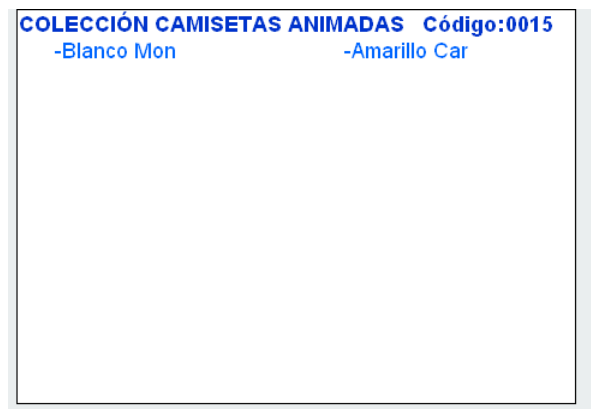 COLECCIÓN CAMISETAS ANIMADAS Código:0015
-Blanco Mon -Amarillo Car